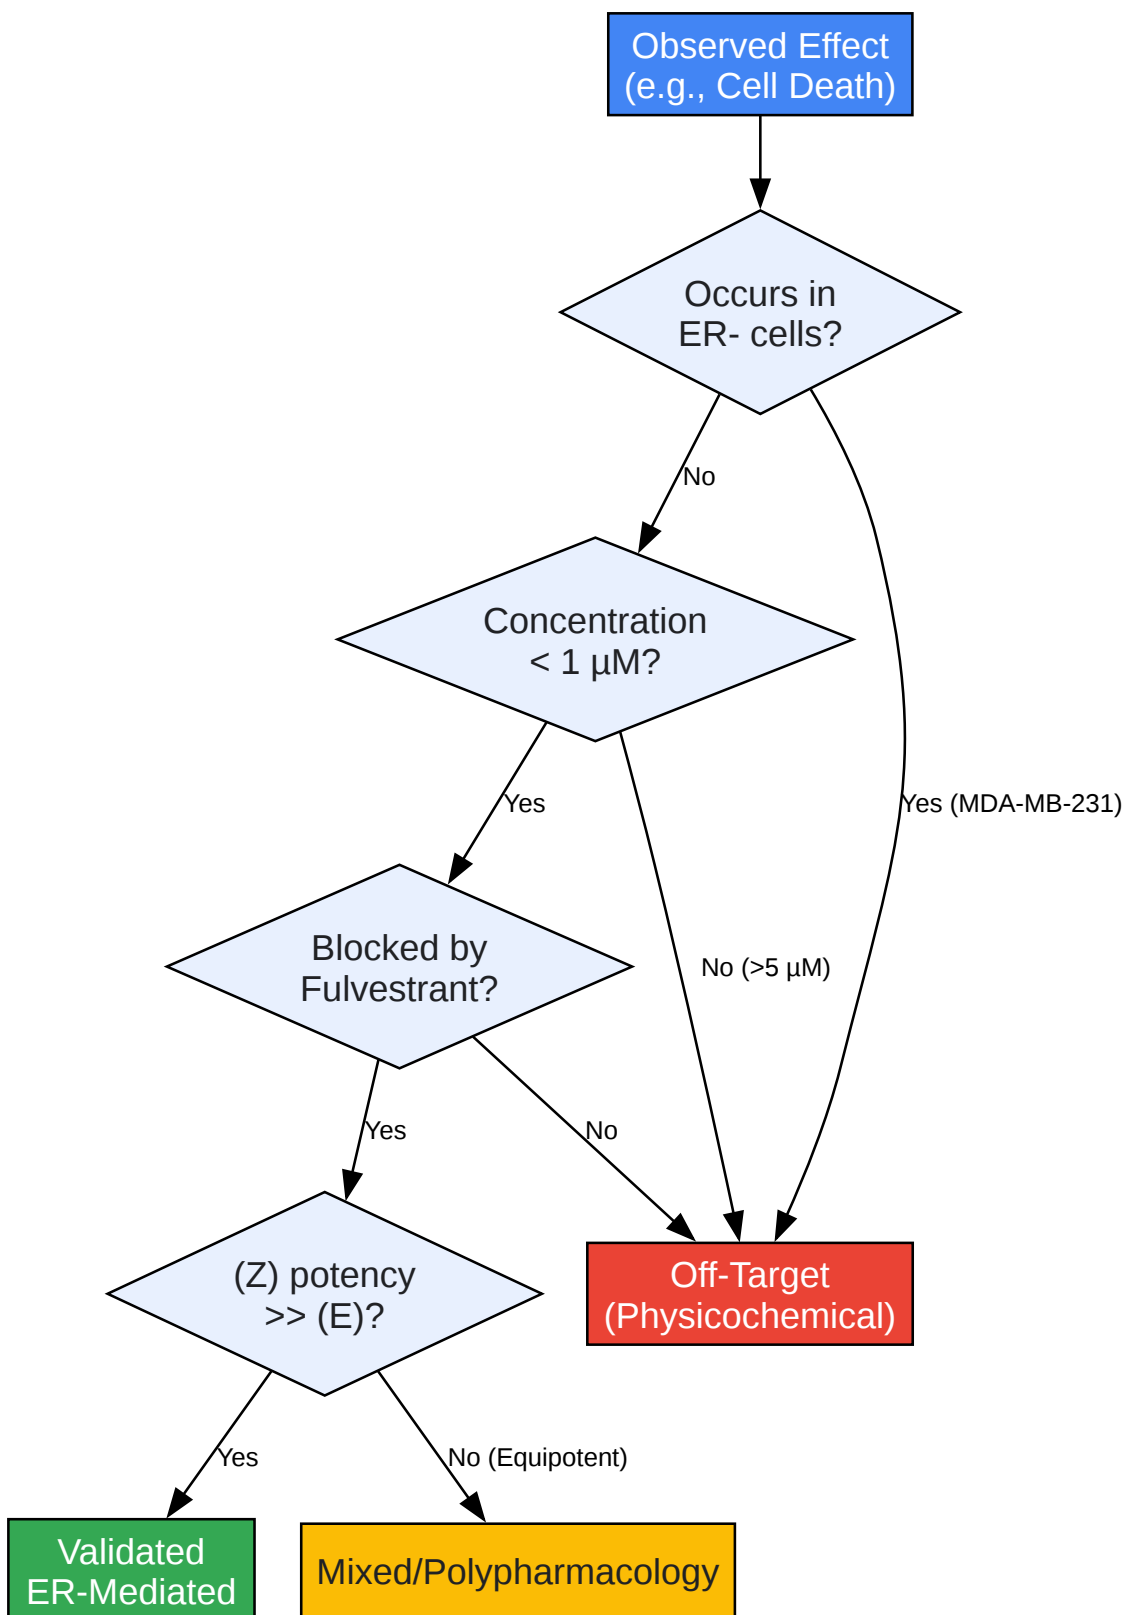 Observed Effect
(e.g., Cell Death)
Occurs in
ER- cells?
No
Concentration
< 1 µM?
Yes
Yes (MDA-MB-231)
Blocked by
Fulvestrant?
No (>5 µM)
Yes
No
(Z) potency
>> (E)?
Off-Target
(Physicochemical)
Yes
No (Equipotent)
Validated
ER-Mediated
Mixed/Polypharmacology